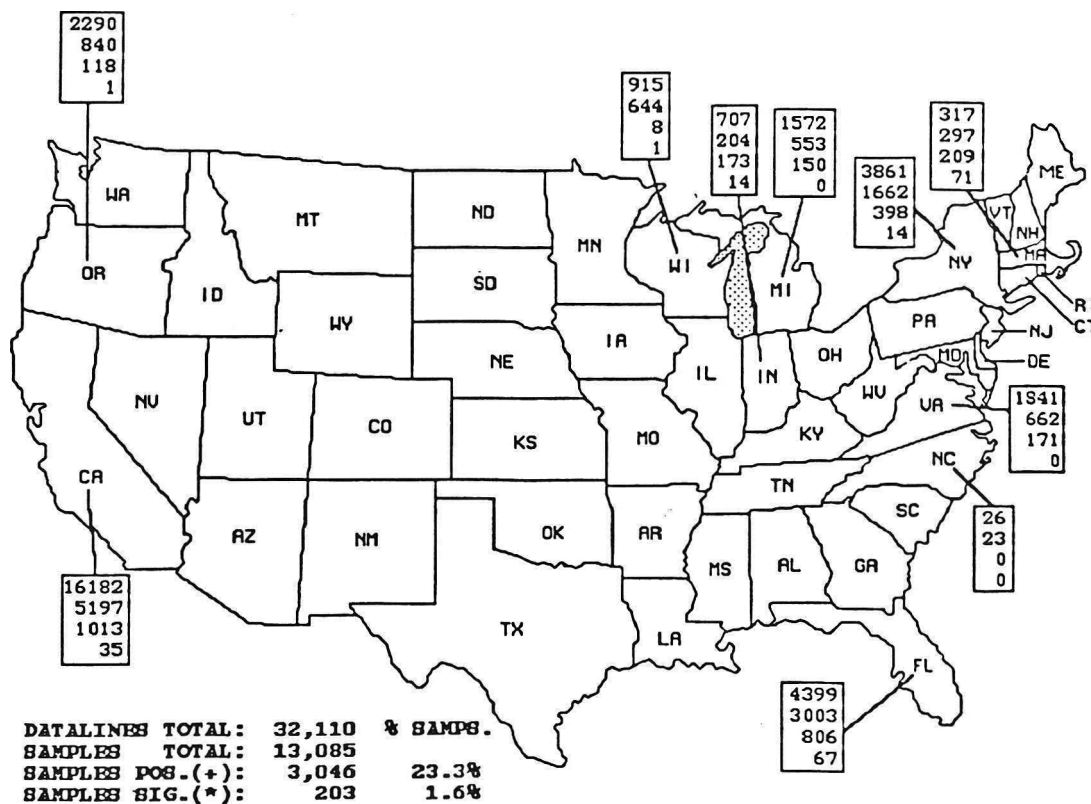 2290
840
118
1
915
644
8
1
707
204
173
14
1572
553
150
0
3861
1662
398
14
317
297
209
71
WA
MT
ND
MN
WI
MI
ME
VT
NH
MA
NY
R
CT
OR
ID
SD
WY
IA
NE
PA
NJ
OH
MD
DE
IL
IN
WV
VA
1841
662
171
0
NV
UT
CO
KS
MO
KY
CA
NC
TN
26
23
0
0
AZ
NM
OK
AR
SC
MS
AL
GA
16182
5197
1013
35
TX
LA
FL
4399
3003
806
67
DATALINES TOTAL: 32,110 % SAMPS.
SAMPLES TOTAL: 13,085
SAMPLES POS.(+): 3,046 23.3%
SAMPLES SIG.(*): 203 1.6%